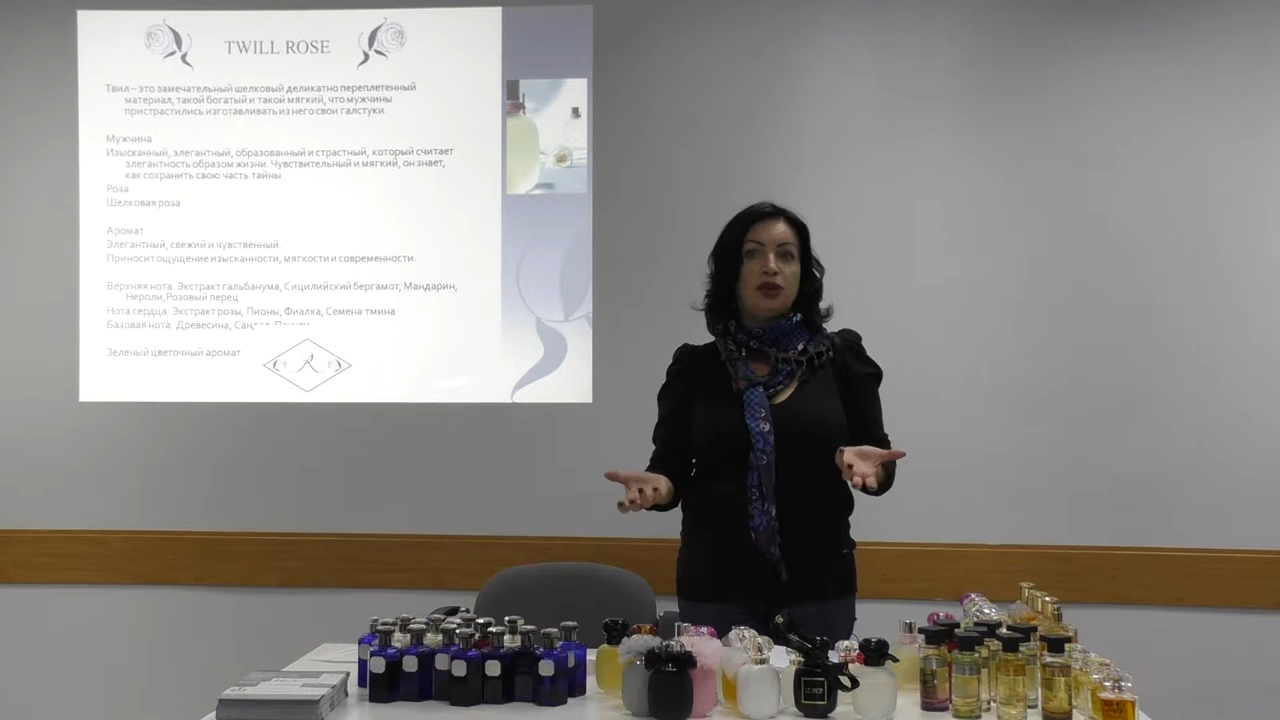 TWILL ROSE
Твил – это замечательный шелковый деликатно переплетенный
материал, такой богатый и такой мягкий, что мужчины
пристрастились изготавливать из него свои галстуки.
Мужчина
Изысканный, элегантный, образованный и страстный, который считает
элегантность образом жизни. Чувствительный и мягкий, он знает,
как сохранить свою часть тайны.
Роза
Шелковая роза
Аромат
Элегантный, свежий и чувственный.
Приносит ощущение изысканности, мягкости и современности.
Верхняя нота: Экстракт гальбанума, Сицилийский бергамот, Мандарин,
Нероли, Розовый перец
Нота сердца: Экстракт розы, Пионы, Фиалка, Семена тмина
Базовая нота: Древесина,
Зеленый цветочный аромат
R